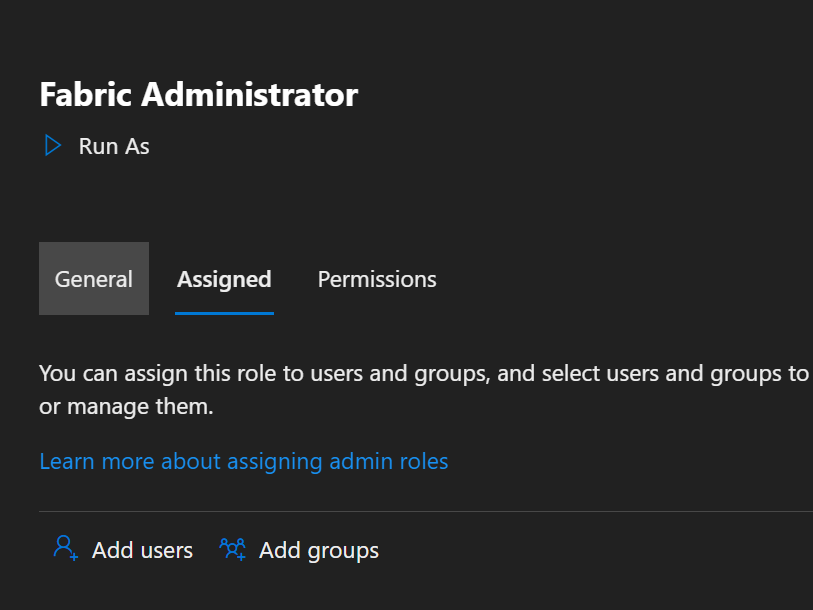 Fabric Administrator
Run As
General Assigned Permissions
You can assign this role to users and groups, and select users and groups to
or manage them.
Learn more about assigning admin roles
Add users Add groups